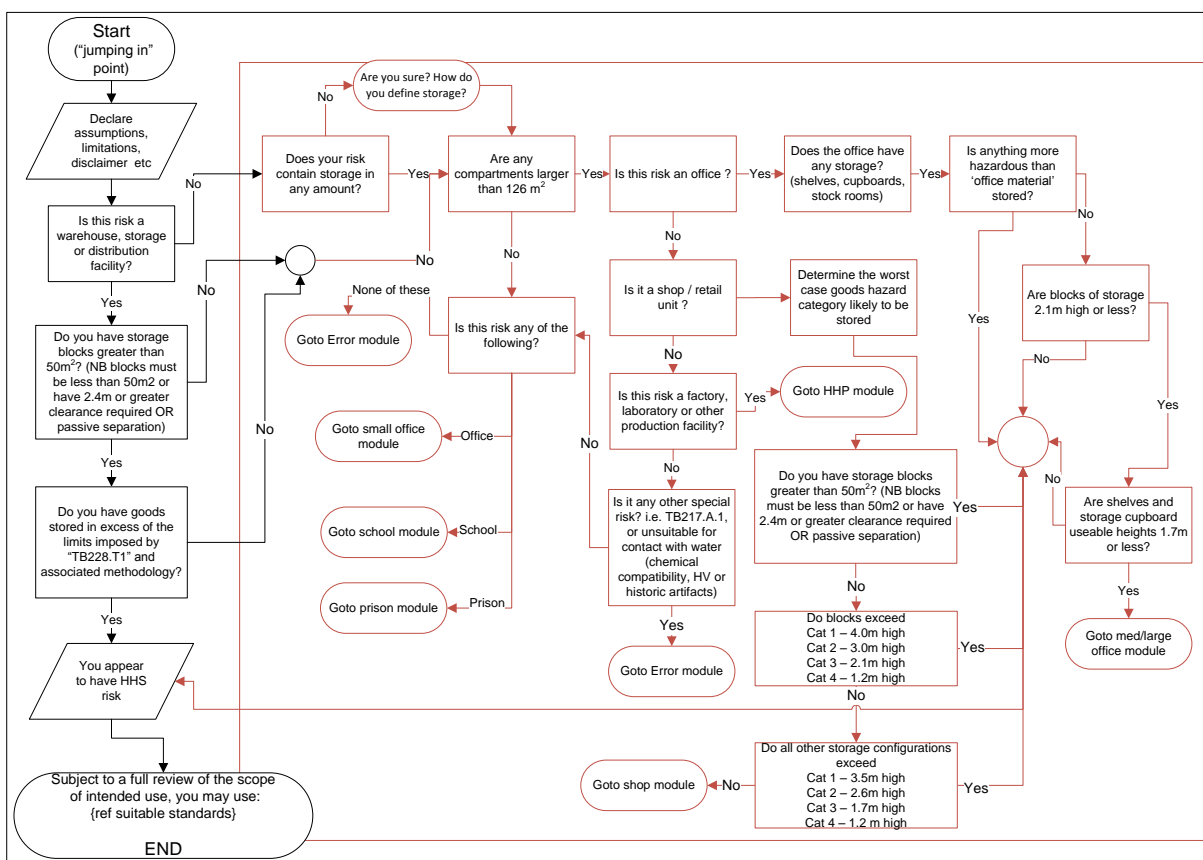 Start
("jumping in"
point)
Declare
assumptions,
limitations,
disclaimer etc
No
Is this risk a
warehouse, storage
or distribution
facility?
Yes
No
Do you have storage
blocks greater than
50m²? (NB blocks must
be less than 50m2 or
have 2.4m or greater
clearance required OR
passive separation)
No
Yes
Do you have goods
stored in excess of the
limits imposed by
"TB228.T1" and
associated methodology?
Yes
You appear
to have HHS
risk
Subject to a full review of the scope
of intended use, you may use:
{ref suitable standards}
END
Are you sure? How do
you define storage?
No
Does your risk
contain storage in
any amount?
Yes
Are any
compartments larger
than 126 m²
Yes
No
No
None of these
Goto Error module
Is this risk any of the
following?
Office
Goto small office
module
School
Goto school module
Prison
Goto prison module
Is this risk an office ?
Yes
No
Is it a shop / retail
unit ?
No
Is this risk a factory,
laboratory or other
production facility?
Yes
Goto HHP module
No
No
Is it any other special
risk? i.e. TB217.A.1,
or unsuitable for
contact with water
(chemical
compatibility, HV or
historic artifacts)
Yes
Goto Error module
Does the office have
any storage?
(shelves, cupboards,
stock rooms)
Yes
Determine the worst
case goods hazard
category likely to be
stored
Do you have storage blocks
greater than 50m²? (NB blocks
must be less than 50m2 or have
2.4m or greater clearance required
OR passive separation)
Yes
No
Do blocks exceed
Cat 1 – 4.0m high
Cat 2 – 3.0m high
Cat 3 – 2.1m high
Cat 4 – 1.2m high
Yes
No
Do all other storage configurations
exceed
Cat 1 – 3.5m high
Cat 2 – 2.6m high
Cat 3 – 1.7m high
Cat 4 – 1.2 m high
Yes
No
Goto shop module
Is anything more
hazardous than
'office material'
stored?
No
Yes
Are blocks of storage
2.1m high or less?
No
Yes
No
Are shelves and
storage cupboard
useable heights 1.7m
or less?
Yes
Goto med/large
office module